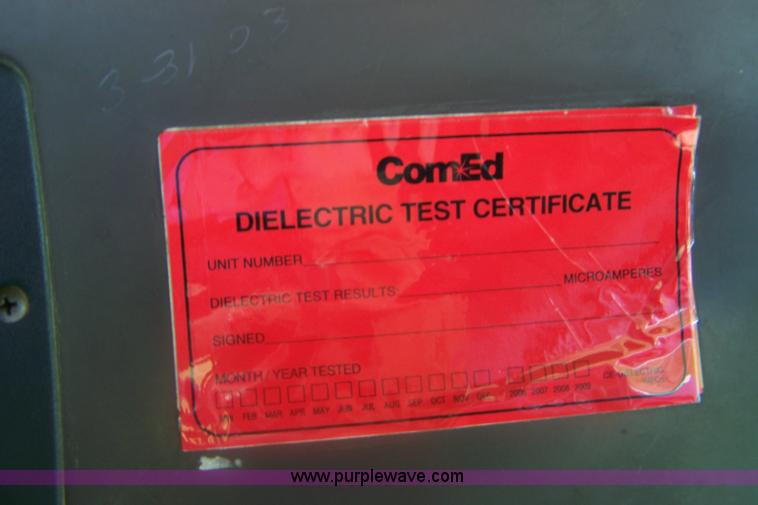 3-31 03
ComEd
DIELECTRIC TEST CERTIFICATE
UNIT NUMBER
DIELECTRIC TEST RESULTS: MICROAMPERES
SIGNED
MONTH / YEAR TESTED
JAN FEB MAR APR MAY JUN JUL AUG SEP OCT NOV DEC 2006 2007 2008 2009
www.purplewave.com